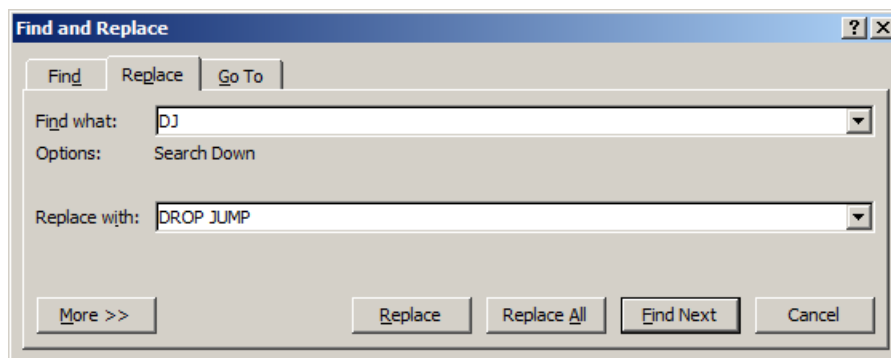 Find and Replace
Find Replace Go To
Find what: DJ
Options: Search Down
Replace with: DROP JUMP
More >> Replace Replace All Find Next Cancel